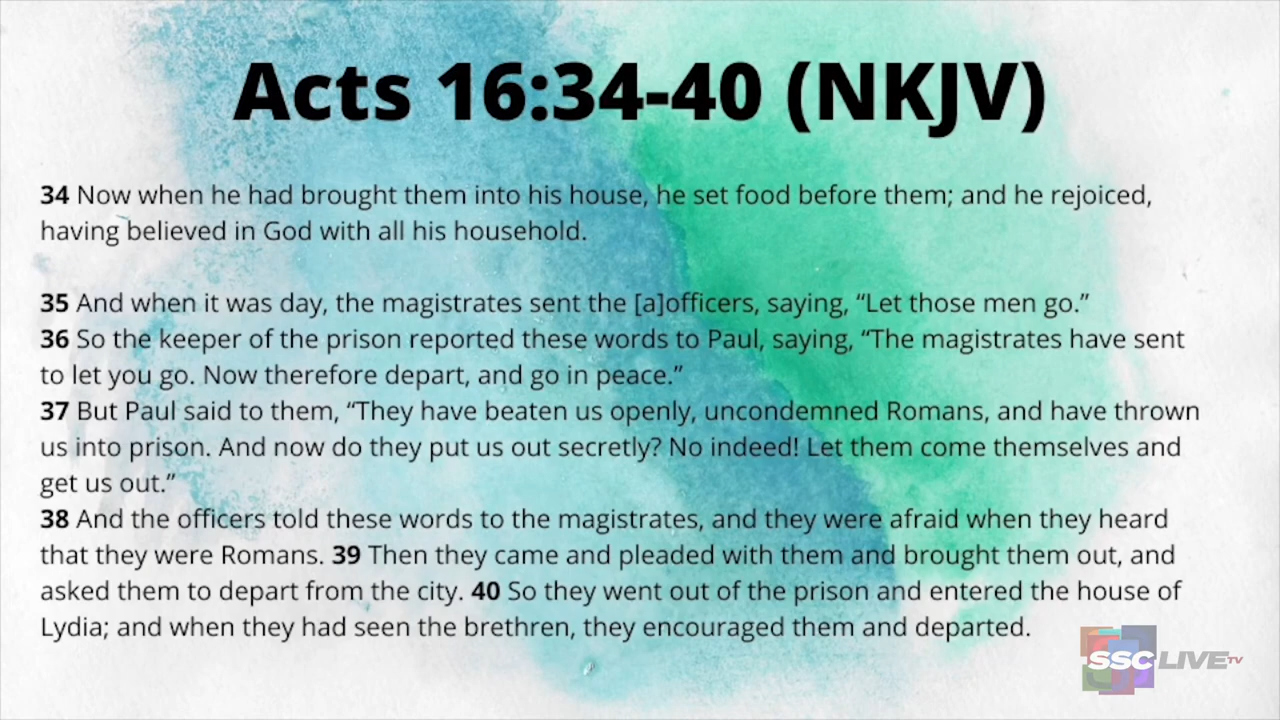 Acts 16:34-40 (NKJV)
34 Now when he had brought them into his house, he set food before them; and he rejoiced,
having believed in God with all his household.
35 And when it was day, the magistrates sent the [a]officers, saying, “Let those men go.”
36 So the keeper of the prison reported these words to Paul, saying, “The magistrates have sent
to let you go. Now therefore depart, and go in peace.”
37 But Paul said to them, “They have beaten us openly, uncondemned Romans, and have thrown
us into prison. And now do they put us out secretly? No indeed! Let them come themselves and
get us out.”
38 And the officers told these words to the magistrates, and they were afraid when they heard
that they were Romans. 39 Then they came and pleaded with them and brought them out, and
asked them to depart from the city. 40 So they went out of the prison and entered the house of
Lydia; and when they had seen the brethren, they encouraged them and departed.
SSC LIVE TV